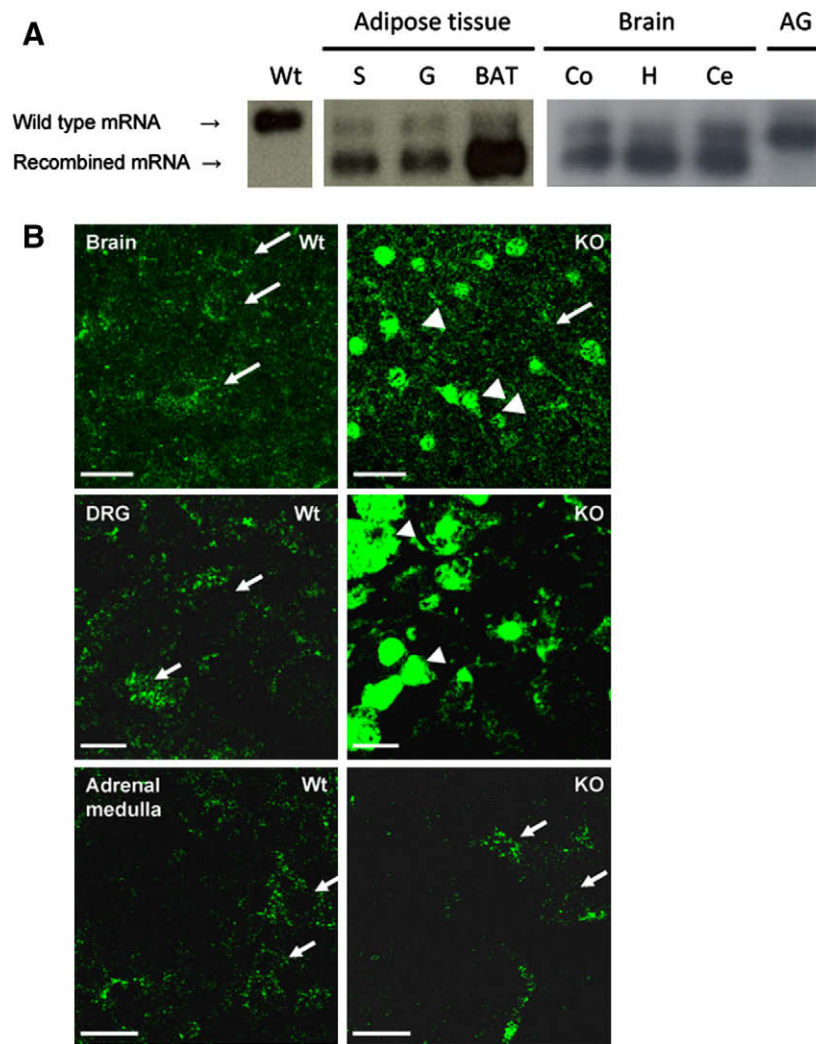 A
Adipose tissue Brain AG
Wt S G BAT Co H Ce
Wild type mRNA →
Recombined mRNA →
B
Brain Wt KO
DRG Wt KO
Adrenal Wt KO
medulla